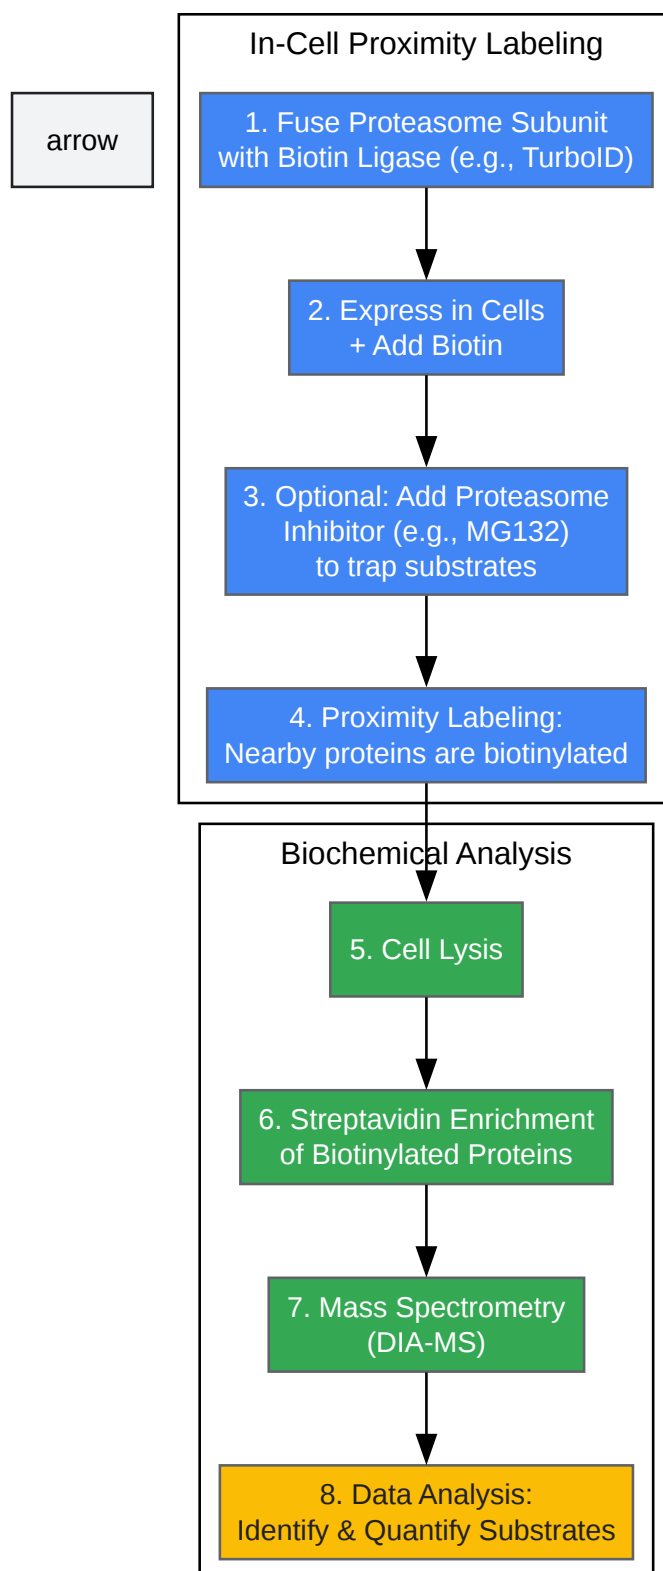 In-Cell Proximity Labeling
arrow
1. Fuse Proteasome Subunit
with Biotin Ligase (e.g., TurboID)
2. Express in Cells
+ Add Biotin
3. Optional: Add Proteasome
Inhibitor (e.g., MG132)
to trap substrates
4. Proximity Labeling:
Nearby proteins are biotinylated
Biochemical Analysis
5. Cell Lysis
6. Streptavidin Enrichment
of Biotinylated Proteins
7. Mass Spectrometry
(DIA-MS)
8. Data Analysis:
Identify & Quantify Substrates